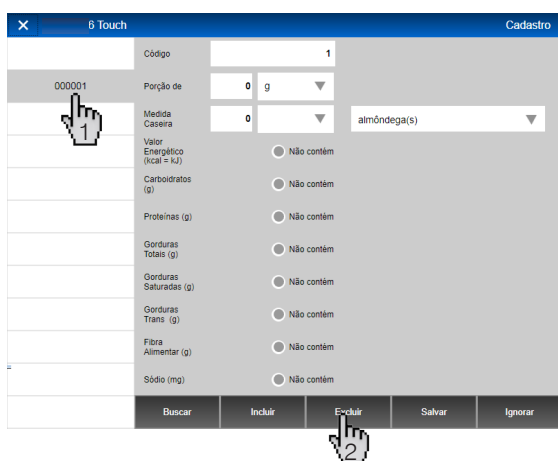 6 Touch Cadastro
Código 1
000001
Porção de 0 g
Medida
Caseira 0 almôndega(s)
1
Valor
Energético
(kcal = kJ) Não contém
Carboidratos
(g) Não contém
Proteínas (g) Não contém
Gorduras
Totais (g) Não contém
Gorduras
Saturadas (g) Não contém
Gorduras
Trans (g) Não contém
Fibra
Alimentar (g) Não contém
Sódio (mg) Não contém
Buscar Incluir Excluir Salvar Ignorar
2